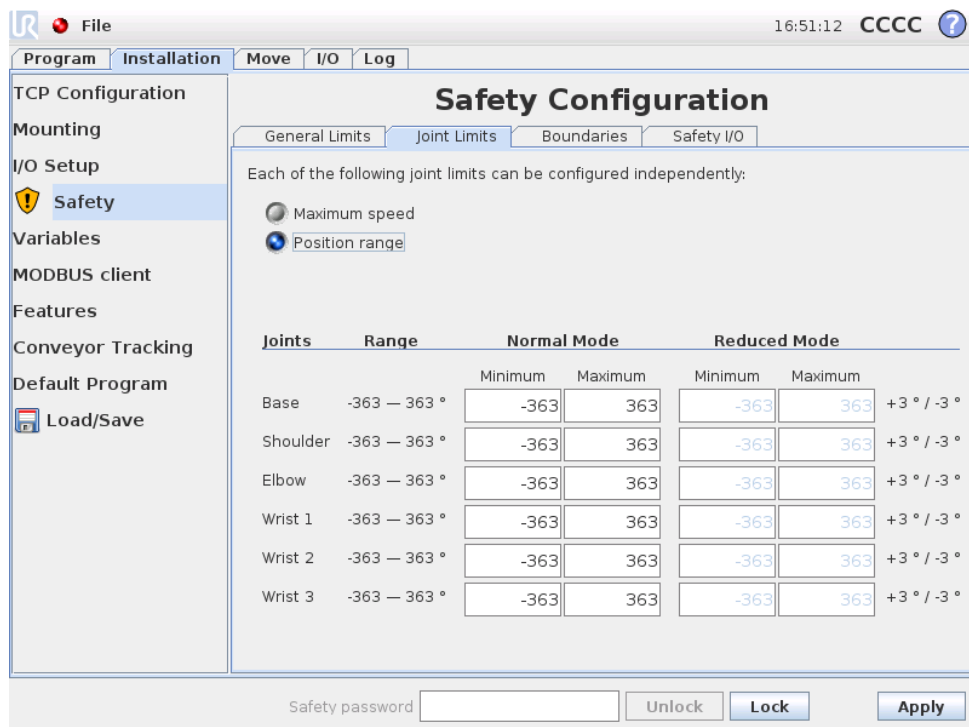 UR File 16:51:12 CCCC ?
Program Installation Move I/O Log
TCP Configuration
Mounting
I/O Setup
! Safety
Variables
MODBUS client
Features
Conveyor Tracking
Default Program
Load/Save
Safety Configuration
General Limits Joint Limits Boundaries Safety I/O
Each of the following joint limits can be configured independently:
Maximum speed
Position range
Joints Range Normal Mode Reduced Mode
Minimum Maximum Minimum Maximum
Base -363 — 363 ° -363 363 -363 363 +3 ° / -3 °
Shoulder -363 — 363 ° -363 363 -363 363 +3 ° / -3 °
Elbow -363 — 363 ° -363 363 -363 363 +3 ° / -3 °
Wrist 1 -363 — 363 ° -363 363 -363 363 +3 ° / -3 °
Wrist 2 -363 — 363 ° -363 363 -363 363 +3 ° / -3 °
Wrist 3 -363 — 363 ° -363 363 -363 363 +3 ° / -3 °
Safety password Unlock Lock Apply